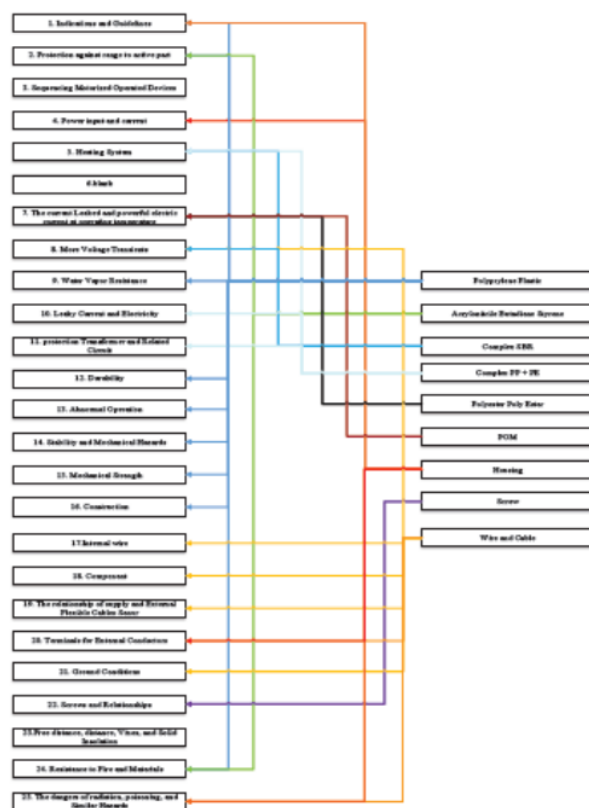 1. Indications and Guidelines
2. Protection against range to active part
3. Sequencing Motorized Operated Devices
4. Power input and current
5. Heating System
6.blank
7. The current Leaked and powerful electric
current at operating temperature
8. More Voltage Transients
9. Water Vapor Resistance
10. Leaky Current and Electricity
11. protection Transformer and Related
Circuit
12. Durability
13. Abnormal Operation
14. Stability and Mechanical Hazards
15. Mechanical Strength
16. Construction
17.Internal wire
18. Component
19. The relationship of supply and External
Flexible Cables
20. Terminals for External Conductors
21. Ground Conditions
22. Screws and Relationships
23.Free distance, distance, and Solid
Insulation
24. Resistance to Fire and Materials
25. The dangers of radiation, poisoning, and
Similar Hazards
Polypropylene Plastic
Acrylonitrile Butadiene Styrene
Complex SBR
Complex PP + PE
Polyester Poly Ester
POM
Housing
Screw
Wire and Cable